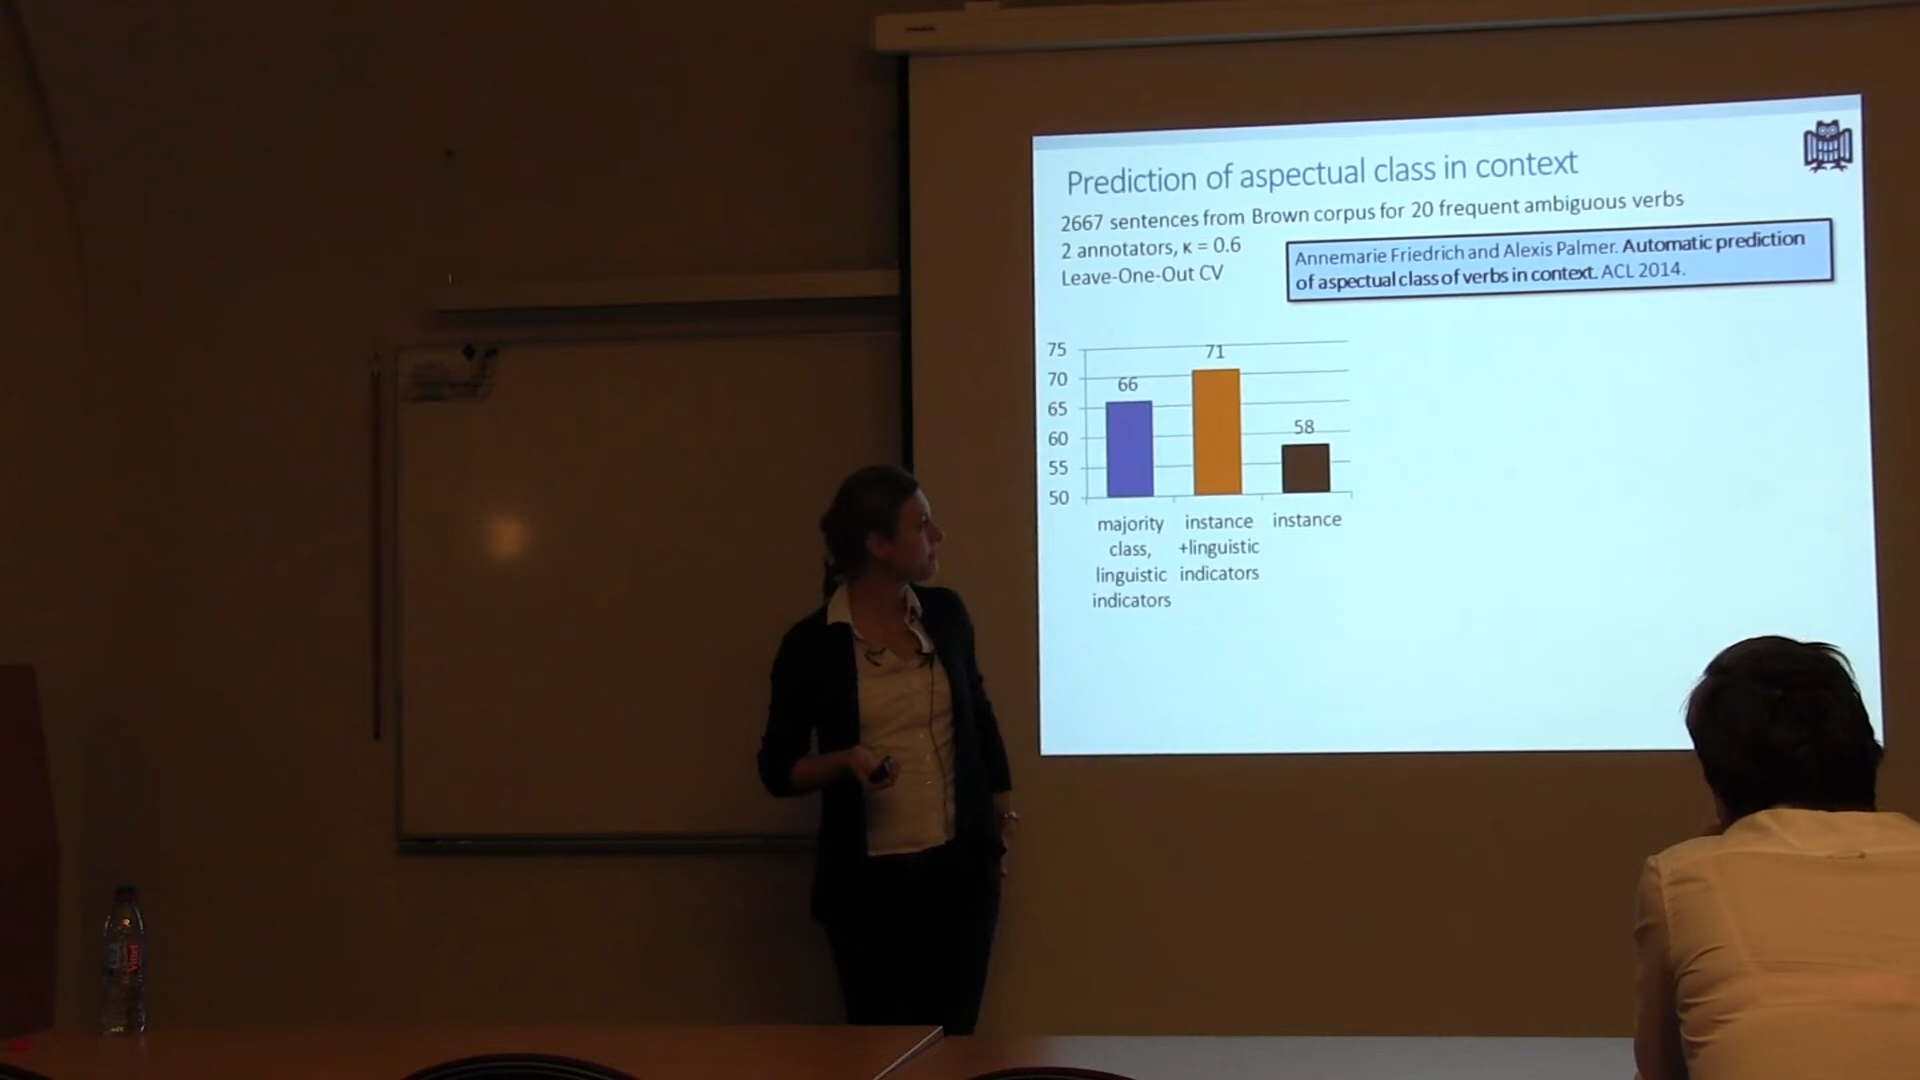 Prediction of aspectual class in context
2667 sentences from Brown corpus for 20 frequent ambiguous verbs
2 annotators, κ = 0.6
Leave-One-Out CV
Annemarie Friedrich and Alexis Palmer. Automatic prediction
of aspectual class of verbs in context. ACL 2014.
75
70
65
60
55
50
66
71
58
majority
class,
linguistic
indicators
instance
+linguistic
indicators
instance
Vittel